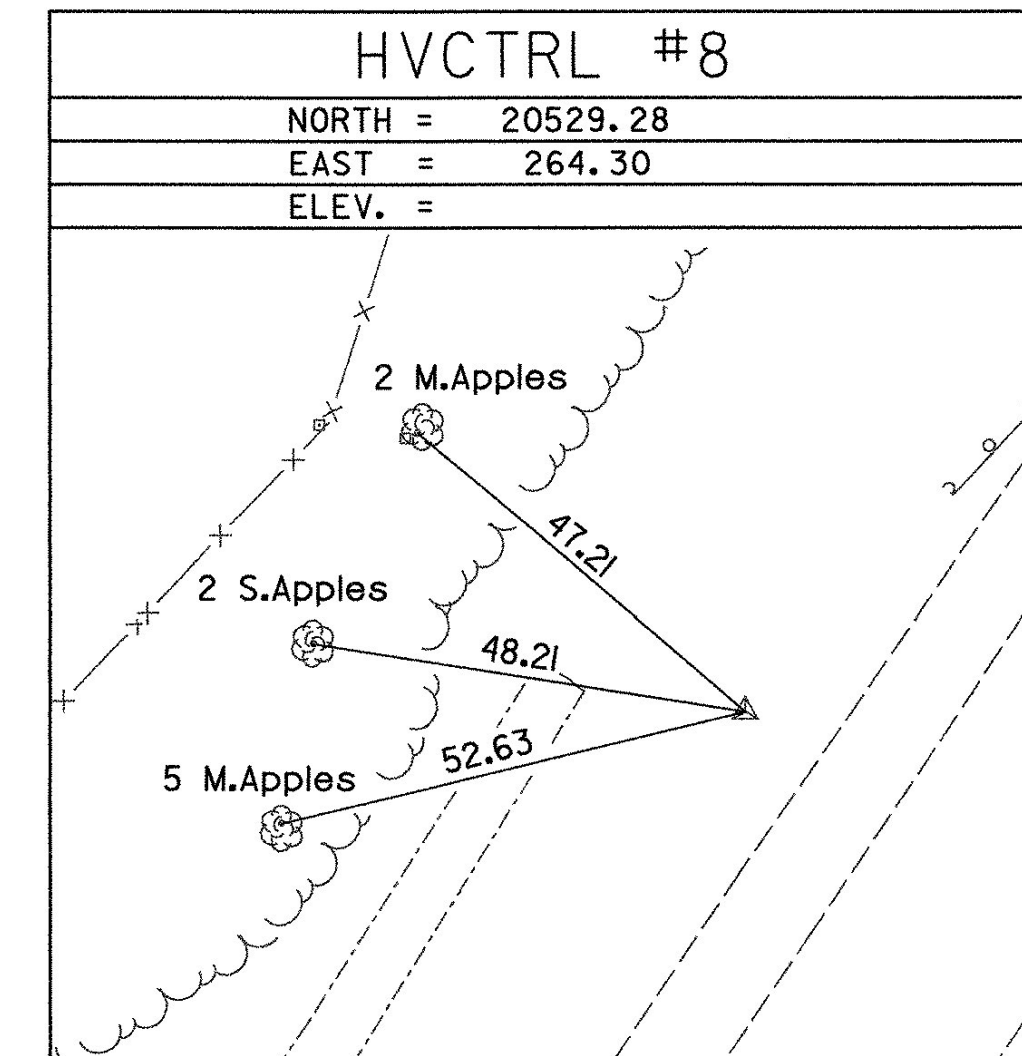 HVCTRL #8
NORTH = 20529.28
EAST = 264.30
ELEV. =
2 M.Apples
47.21
2 S.Apples
48.21
52.63
5 M.Apples